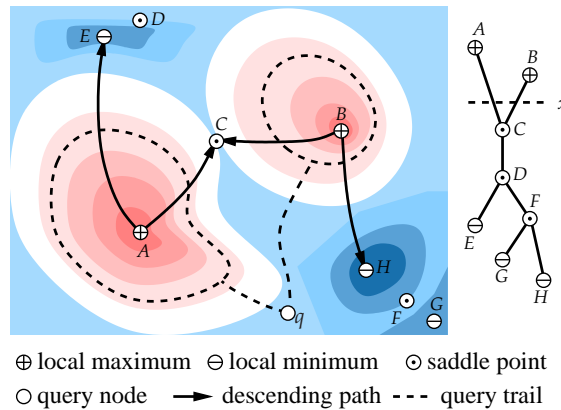 D
E
C
B
A
H
F
G
q
A
B
C
D
F
E
G
H
local maximum local minimum saddle point
query node descending path query trail